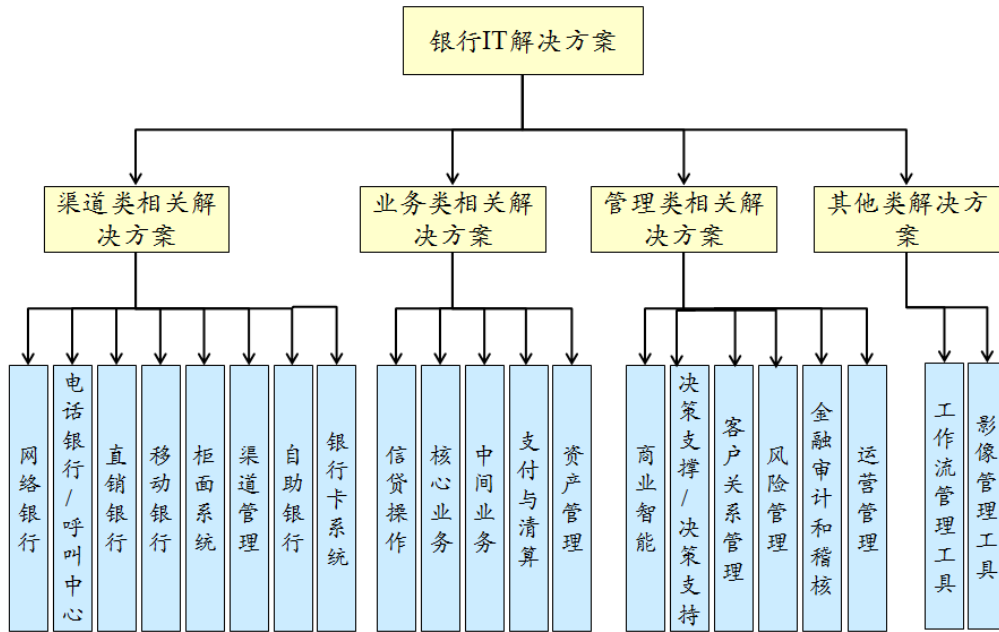 银行IT解决方案
渠道类相关解
决方案
业务类相关解
决方案
管理类相关解
决方案
其他类解决方
案
网络银行
电话银行/呼叫中心
直销银行
移动银行
柜面系统
渠道管理
自助银行
银行卡系统
信贷操作
核心业务
中间业务
支付与清算
资产管理
商业智能
决策支撑/决策支持
客户关系管理
风险管理
金融审计和稽核
运营管理
工作流管理工具
影像管理工具